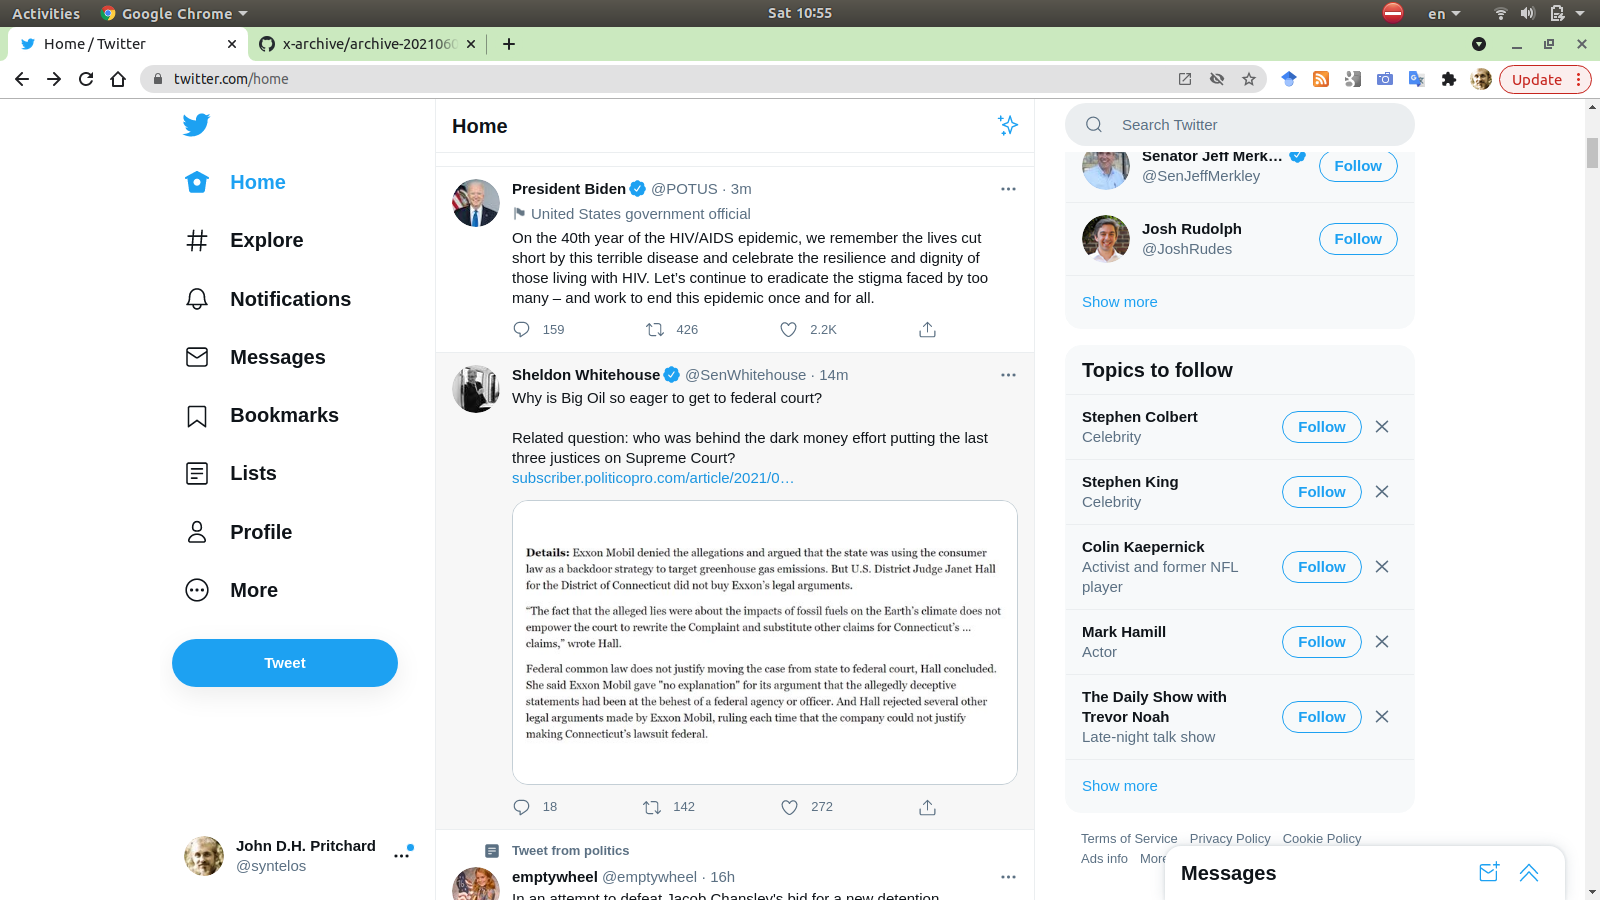 Activities
Google Chrome
Sat 10:55
en
Home / Twitter
x-archive/archive-202106
twitter.com/home
Update
Home
Explore
Notifications
Messages
Bookmarks
Lists
Profile
More
Tweet
John D.H. Pritchard
@syntelos
Home
President Biden @POTUS · 3m
United States government official
On the 40th year of the HIV/AIDS epidemic, we remember the lives cut
short by this terrible disease and celebrate the resilience and dignity of
those living with HIV. Let’s continue to eradicate the stigma faced by too
many – and work to end this epidemic once and for all.
159 426 2.2K
Sheldon Whitehouse @SenWhitehouse · 14m
Why is Big Oil so eager to get to federal court?
Related question: who was behind the dark money effort putting the last
three justices on Supreme Court?
subscriber.politicopro.com/article/2021/0…
Details: Exxon Mobil denied the allegations and argued that the state was using the consumer
law as a backdoor strategy to target greenhouse gas emissions. But U.S. District Judge Janet Hall
for the District of Connecticut did not buy Exxon’s legal arguments.
“The fact that the alleged lies were about the impacts of fossil fuels on the Earth’s climate does not
empower the court to rewrite the Complaint and substitute other claims for Connecticut’s ...
claims,” wrote Hall.
Federal common law does not justify moving the case from state to federal court, Hall concluded.
She said Exxon Mobil gave "no explanation" for its argument that the allegedly deceptive
statements had been at the behest of a federal agency or officer. And Hall rejected several other
legal arguments made by Exxon Mobil, ruling each time that the company could not justify
making Connecticut’s lawsuit federal.
18 142 272
Tweet from politics
emptywheel @emptywheel · 16h
In an attempt to defeat Jacob Chansley's bid for a new detention
Search Twitter
Senator Jeff Merk…
@SenJeffMerkley
Follow
Josh Rudolph
@JoshRudes
Follow
Show more
Topics to follow
Stephen Colbert
Celebrity
Follow
Stephen King
Celebrity
Follow
Colin Kaepernick
Activist and former NFL
player
Follow
Mark Hamill
Actor
Follow
The Daily Show with
Trevor Noah
Late-night talk show
Follow
Show more
Terms of Service Privacy Policy Cookie Policy
Ads info More
Messages